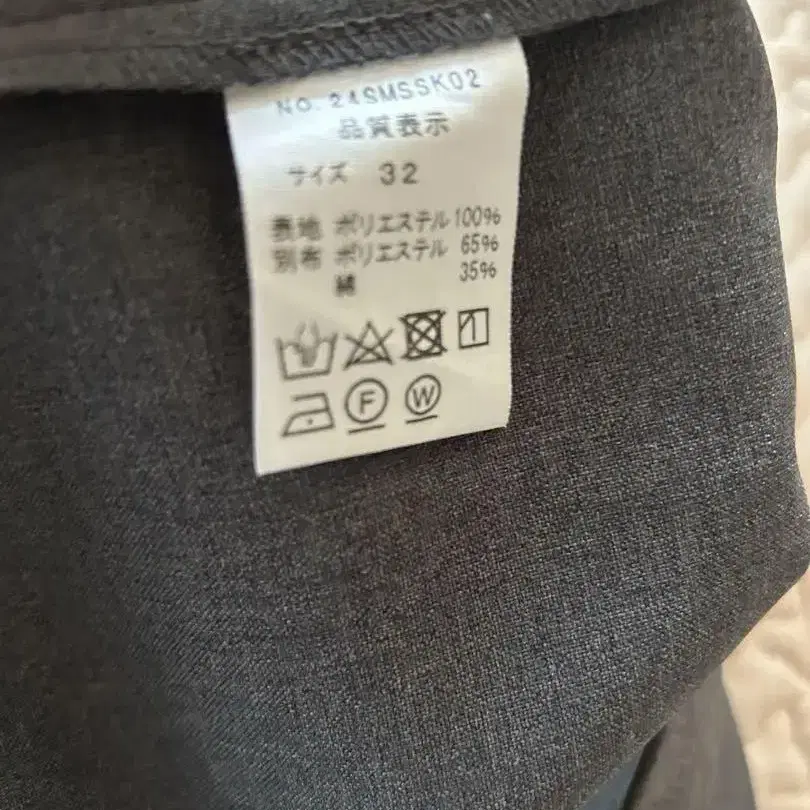 NO.24SMSSK02
品質表示
サイズ 32
表地 ポリエステル 100%
別布 ポリエステル 65%
綿 35%
F W